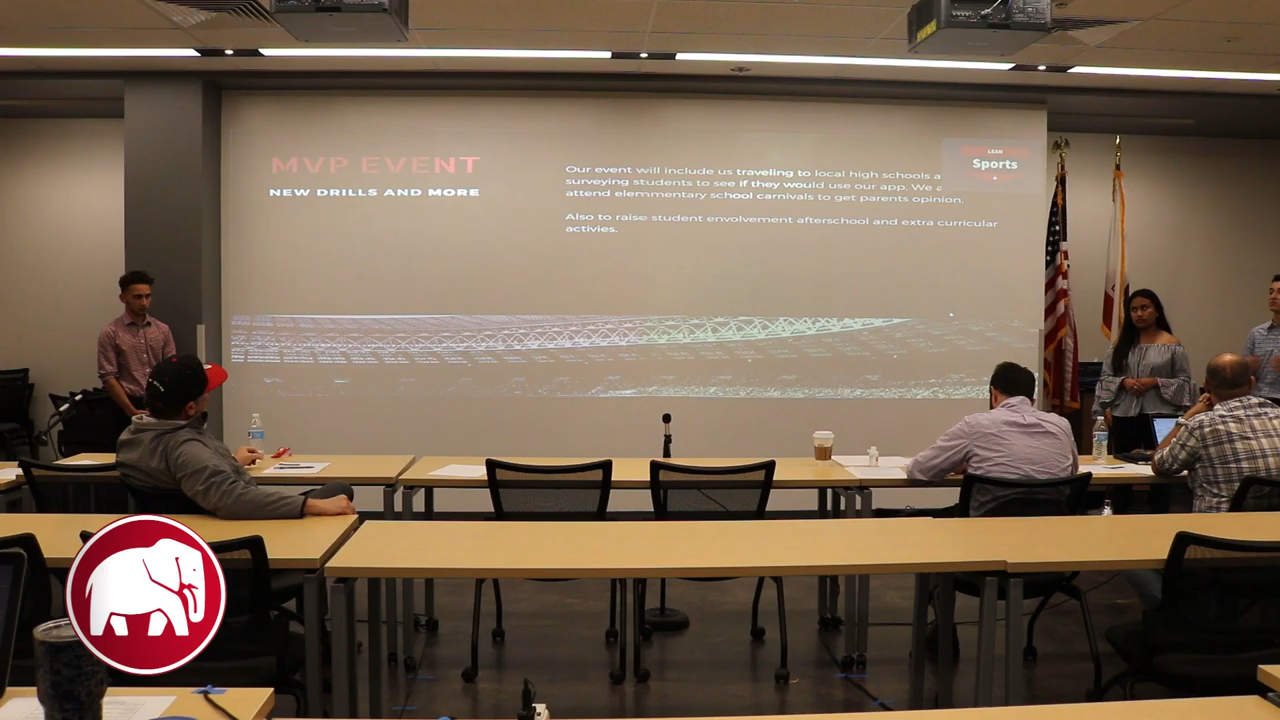 MVP EVENT
NEW DRILLS AND MORE
Our event will include us traveling to local high schools a
surveying students to see if they would use our app. We a
attend elemmentary school carnivals to get parents opinion.
Also to raise student envolvement afterschool and extra curricular
activies.
LEAN
Sports